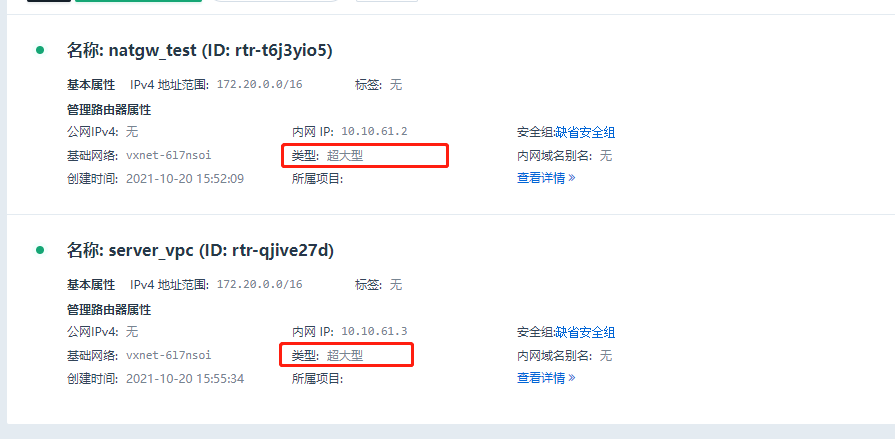 名称: natgw_test (ID: rtr-t6j3yio5)
基本属性 IPv4 地址范围: 172.20.0.0/16 标签: 无
管理路由器属性
公网IPv4: 无 内网 IP: 10.10.61.2 安全组:缺省安全组
基础网络: vxnet-617nsoi 类型: 超大型 内网域名别名: 无
创建时间: 2021-10-20 15:52:09 所属项目: 查看详情 »
名称: server_vpc (ID: rtr-qjive27d)
基本属性 IPv4 地址范围: 172.20.0.0/16 标签: 无
管理路由器属性
公网IPv4: 无 内网 IP: 10.10.61.3 安全组:缺省安全组
基础网络: vxnet-617nsoi 类型: 超大型 内网域名别名: 无
创建时间: 2021-10-20 15:55:34 所属项目: 查看详情 »